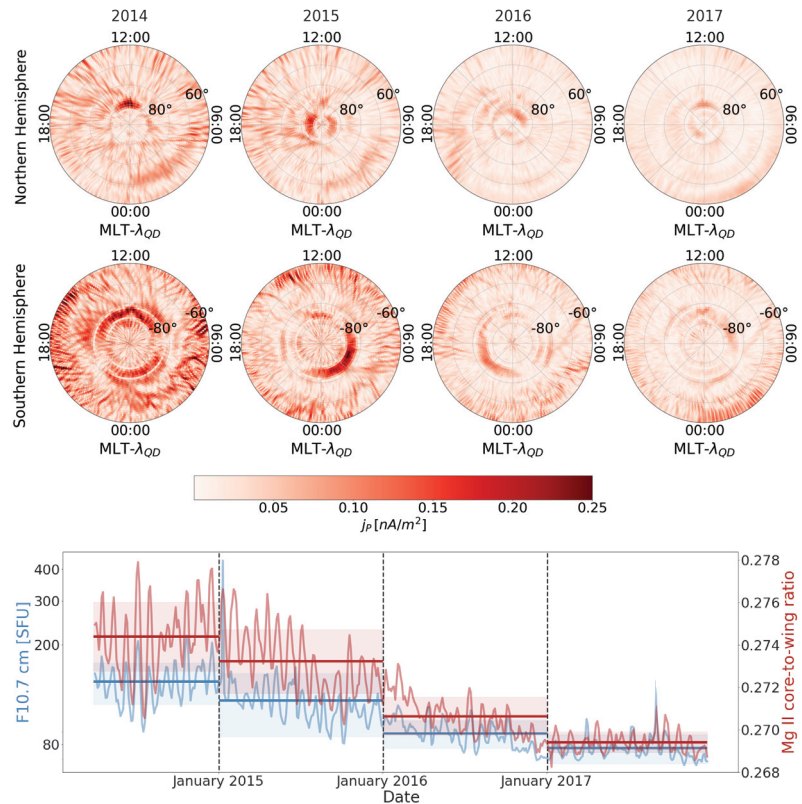 2014 2015 2016 2017
12:00 12:00 12:00 12:00
Northern Hemisphere
18:00 60° 80° 06:00 18:00 60° 80° 06:00 18:00 60° 80° 06:00 18:00 60° 80° 06:00
00:00 00:00 00:00 00:00
MLT-λQD MLT-λQD MLT-λQD MLT-λQD
12:00 12:00 12:00 12:00
Southern Hemisphere
18:00 -60° -80° 06:00 18:00 -60° -80° 06:00 18:00 -60° -80° 06:00 18:00 -60° -80° 06:00
00:00 00:00 00:00 00:00
MLT-λQD MLT-λQD MLT-λQD MLT-λQD
0.05 0.10 0.15 0.20 0.25
jP [nA/m²]
F10.7 cm [SFU]
400
300
200
80
0.278
0.276
0.274
0.272
0.270
0.268
Mg II core-to-wing ratio
January 2015 January 2016 January 2017
Date